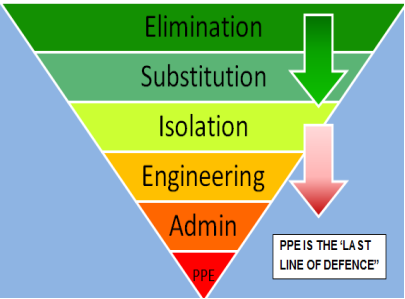 Elimination
Substitution
Isolation
Engineering
Admin
PPE
PPE IS THE 'LAST
LINE OF DEFENCE"